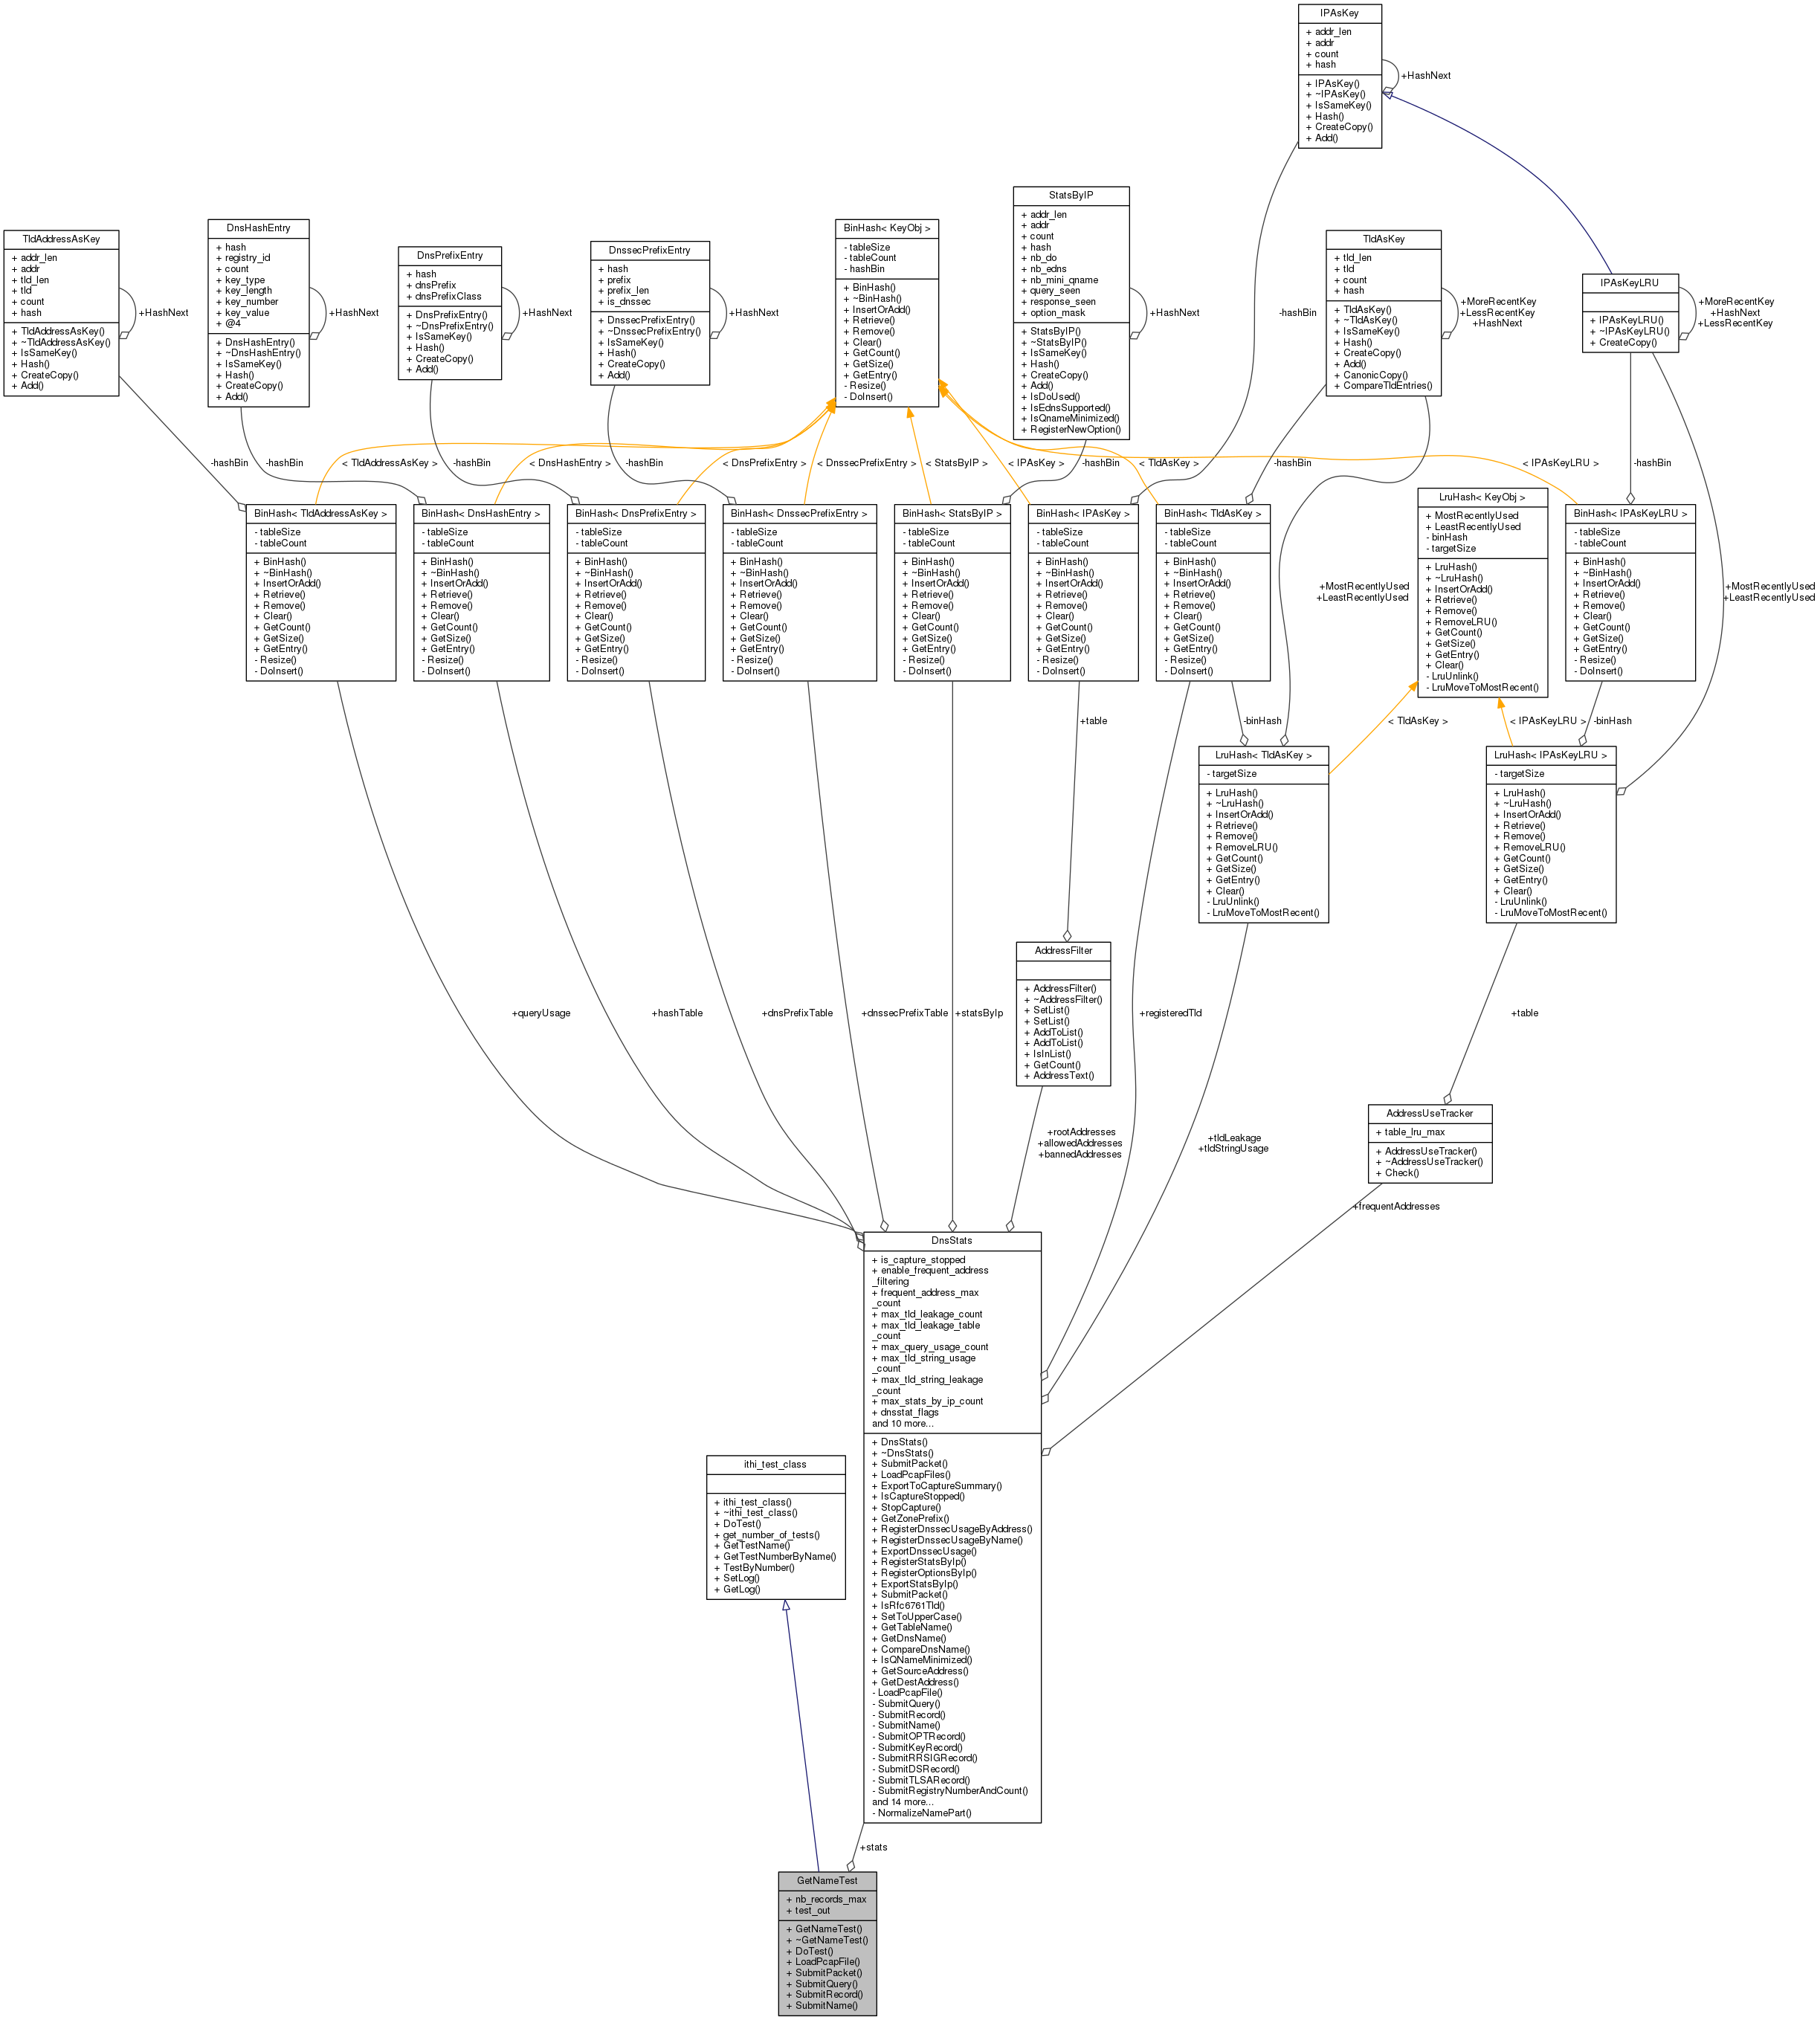 IPAsKey
+ addr_len
+ addr
+ count
+ hash
+ IPAsKey()
+ ~IPAsKey()
+ IsSameKey()
+ Hash()
+ CreateCopy()
+ Add()
+HashNext
StatsByIP
+ addr_len
+ addr
+ count
+ hash
+ nb_do
+ nb_edns
+ nb_mini_qname
+ query_seen
+ response_seen
+ option_mask
+ StatsByIP()
+ ~StatsByIP()
+ IsSameKey()
+ Hash()
+ CreateCopy()
+ Add()
+ IsDoUsed()
+ IsEdnsSupported()
+ IsQnameMinimized()
+ RegisterNewOption()
+HashNext
TldAddressAsKey
+ addr_len
+ addr
+ tld_len
+ tld
+ count
+ hash
+ TldAddressAsKey()
+ ~TldAddressAsKey()
+ IsSameKey()
+ Hash()
+ CreateCopy()
+ Add()
+HashNext
DnsHashEntry
+ hash
+ registry_id
+ count
+ key_type
+ key_length
+ key_number
+ key_value
+ @4
+ DnsHashEntry()
+ ~DnsHashEntry()
+ IsSameKey()
+ Hash()
+ CreateCopy()
+ Add()
+HashNext
DnsPrefixEntry
+ hash
+ dnsPrefix
+ dnsPrefixClass
+ DnsPrefixEntry()
+ ~DnsPrefixEntry()
+ IsSameKey()
+ Hash()
+ CreateCopy()
+ Add()
+HashNext
DnssecPrefixEntry
+ hash
+ prefix
+ prefix_len
+ is_dnssec
+ DnssecPrefixEntry()
+ ~DnssecPrefixEntry()
+ IsSameKey()
+ Hash()
+ CreateCopy()
+ Add()
+HashNext
BinHash< KeyObj >
- tableSize
- tableCount
- hashBin
+ BinHash()
+ ~BinHash()
+ InsertOrAdd()
+ Retrieve()
+ Remove()
+ Clear()
+ GetCount()
+ GetSize()
+ GetEntry()
- Resize()
- DoInsert()
-hashBin
TldAsKey
+ tld_len
+ tld
+ count
+ hash
+ TldAsKey()
+ ~TldAsKey()
+ IsSameKey()
+ Hash()
+ CreateCopy()
+ Add()
+ CanonicCopy()
+ CompareTldEntries()
+MoreRecentKey
+LessRecentKey
+HashNext
IPAsKeyLRU
+ IPAsKeyLRU()
+ ~IPAsKeyLRU()
+ CreateCopy()
+MoreRecentKey
+HashNext
+LessRecentKey
-hashBin
< TldAddressAsKey >
-hashBin
< DnsHashEntry >
-hashBin
< DnsPrefixEntry >
-hashBin
< DnssecPrefixEntry >
< StatsByIP >
< IPAsKey >
-hashBin
< TldAsKey >
-hashBin
< IPAsKeyLRU >
-hashBin
BinHash< TldAddressAsKey >
- tableSize
- tableCount
+ BinHash()
+ ~BinHash()
+ InsertOrAdd()
+ Retrieve()
+ Remove()
+ Clear()
+ GetCount()
+ GetSize()
+ GetEntry()
- Resize()
- DoInsert()
BinHash< DnsHashEntry >
- tableSize
- tableCount
+ BinHash()
+ ~BinHash()
+ InsertOrAdd()
+ Retrieve()
+ Remove()
+ Clear()
+ GetCount()
+ GetSize()
+ GetEntry()
- Resize()
- DoInsert()
BinHash< DnsPrefixEntry >
- tableSize
- tableCount
+ BinHash()
+ ~BinHash()
+ InsertOrAdd()
+ Retrieve()
+ Remove()
+ Clear()
+ GetCount()
+ GetSize()
+ GetEntry()
- Resize()
- DoInsert()
BinHash< DnssecPrefixEntry >
- tableSize
- tableCount
+ BinHash()
+ ~BinHash()
+ InsertOrAdd()
+ Retrieve()
+ Remove()
+ Clear()
+ GetCount()
+ GetSize()
+ GetEntry()
- Resize()
- DoInsert()
BinHash< StatsByIP >
- tableSize
- tableCount
+ BinHash()
+ ~BinHash()
+ InsertOrAdd()
+ Retrieve()
+ Remove()
+ Clear()
+ GetCount()
+ GetSize()
+ GetEntry()
- Resize()
- DoInsert()
BinHash< IPAsKey >
- tableSize
- tableCount
+ BinHash()
+ ~BinHash()
+ InsertOrAdd()
+ Retrieve()
+ Remove()
+ Clear()
+ GetCount()
+ GetSize()
+ GetEntry()
- Resize()
- DoInsert()
BinHash< TldAsKey >
- tableSize
- tableCount
+ BinHash()
+ ~BinHash()
+ InsertOrAdd()
+ Retrieve()
+ Remove()
+ Clear()
+ GetCount()
+ GetSize()
+ GetEntry()
- Resize()
- DoInsert()
+MostRecentlyUsed
+LeastRecentlyUsed
LruHash< KeyObj >
+ MostRecentlyUsed
+ LeastRecentlyUsed
- binHash
- targetSize
+ LruHash()
+ ~LruHash()
+ InsertOrAdd()
+ Retrieve()
+ Remove()
+ RemoveLRU()
+ GetCount()
+ GetSize()
+ GetEntry()
+ Clear()
- LruUnlink()
- LruMoveToMostRecent()
BinHash< IPAsKeyLRU >
- tableSize
- tableCount
+ BinHash()
+ ~BinHash()
+ InsertOrAdd()
+ Retrieve()
+ Remove()
+ Clear()
+ GetCount()
+ GetSize()
+ GetEntry()
- Resize()
- DoInsert()
+MostRecentlyUsed
+LeastRecentlyUsed
+table
-binHash
< TldAsKey >
< IPAsKeyLRU >
-binHash
LruHash< TldAsKey >
- targetSize
+ LruHash()
+ ~LruHash()
+ InsertOrAdd()
+ Retrieve()
+ Remove()
+ RemoveLRU()
+ GetCount()
+ GetSize()
+ GetEntry()
+ Clear()
- LruUnlink()
- LruMoveToMostRecent()
LruHash< IPAsKeyLRU >
- targetSize
+ LruHash()
+ ~LruHash()
+ InsertOrAdd()
+ Retrieve()
+ Remove()
+ RemoveLRU()
+ GetCount()
+ GetSize()
+ GetEntry()
+ Clear()
- LruUnlink()
- LruMoveToMostRecent()
AddressFilter
+ AddressFilter()
+ ~AddressFilter()
+ SetList()
+ SetList()
+ AddToList()
+ AddToList()
+ IsInList()
+ GetCount()
+ AddressText()
+queryUsage
+hashTable
+dnsPrefixTable
+dnssecPrefixTable
+statsByIp
+registeredTld
+table
+rootAddresses
+allowedAddresses
+bannedAddresses
+tldLeakage
+tldStringUsage
AddressUseTracker
+ table_lru_max
+ AddressUseTracker()
+ ~AddressUseTracker()
+ Check()
+frequentAddresses
DnsStats
+ is_capture_stopped
+ enable_frequent_address
_filtering
+ frequent_address_max
_count
+ max_tld_leakage_count
+ max_tld_leakage_table
_count
+ max_query_usage_count
+ max_tld_string_usage
_count
+ max_tld_string_leakage
_count
+ max_stats_by_ip_count
+ dnsstat_flags
and 10 more...
+ DnsStats()
+ ~DnsStats()
+ SubmitPacket()
+ LoadPcapFiles()
+ ExportToCaptureSummary()
+ IsCaptureStopped()
+ StopCapture()
+ GetZonePrefix()
+ RegisterDnssecUsageByAddress()
+ RegisterDnssecUsageByName()
+ ExportDnssecUsage()
+ RegisterStatsByIp()
+ RegisterOptionsByIp()
+ ExportStatsByIp()
+ SubmitPacket()
+ IsRfc6761Tld()
+ SetToUpperCase()
+ GetTableName()
+ GetDnsName()
+ CompareDnsName()
+ IsQNameMinimized()
+ GetSourceAddress()
+ GetDestAddress()
- LoadPcapFile()
- SubmitQuery()
- SubmitRecord()
- SubmitName()
- SubmitOPTRecord()
- SubmitKeyRecord()
- SubmitRRSIGRecord()
- SubmitDSRecord()
- SubmitTLSARecord()
- SubmitRegistryNumberAndCount()
and 14 more...
- NormalizeNamePart()
ithi_test_class
+ ithi_test_class()
+ ~ithi_test_class()
+ DoTest()
+ get_number_of_tests()
+ GetTestName()
+ GetTestNumberByName()
+ TestByNumber()
+ SetLog()
+ GetLog()
+stats
GetNameTest
+ nb_records_max
+ test_out
+ GetNameTest()
+ ~GetNameTest()
+ DoTest()
+ LoadPcapFile()
+ SubmitPacket()
+ SubmitQuery()
+ SubmitRecord()
+ SubmitName()